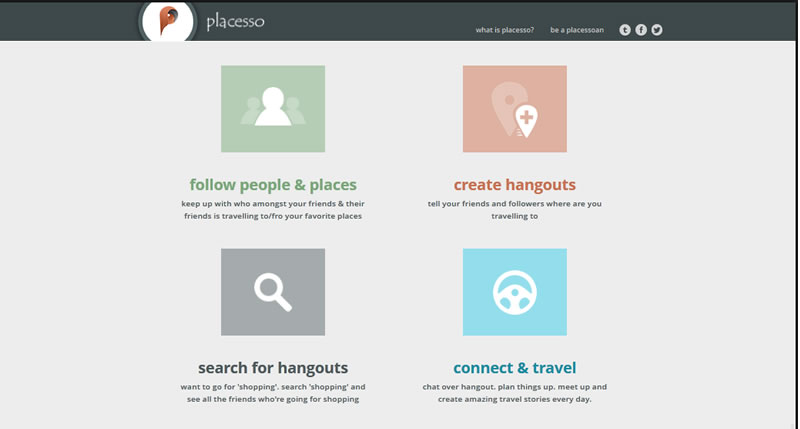 placesso
what is placesso?
be a placessoan
follow people & places
keep up with who amongst your friends & their
friends is travelling to/fro your favorite places
create hangouts
tell your friends and followers where are you
travelling to
search for hangouts
want to go for 'shopping'. search 'shopping' and
see all the friends who're going for shopping
connect & travel
chat over hangout. plan things up. meet up and
create amazing travel stories every day.